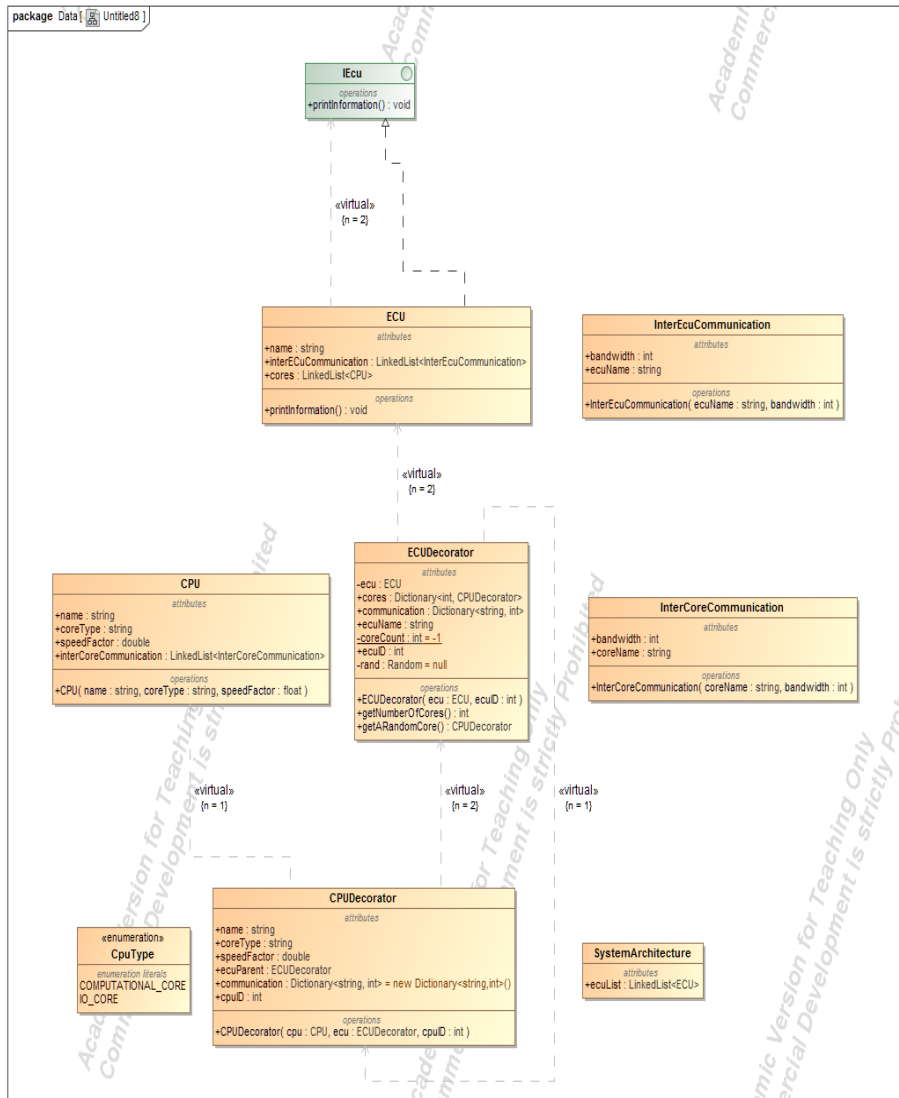 package Data [ Untitled8 ]
IEcu
operations
+printInformation() : void
«virtual»
{n = 2}
ECU
attributes
+name : string
+interECuCommunication : LinkedList<InterEcuCommunication>
+cores : LinkedList<CPU>
operations
+printInformation() : void
InterEcuCommunication
attributes
+bandwidth : int
+ecuName : string
operations
+InterEcuCommunication( ecuName : string, bandwidth : int )
«virtual»
{n = 2}
ECUDecorator
attributes
-ecu : ECU
+cores : Dictionary<int, CPUDecorator>
+communication : Dictionary<string, int>
+ecuName : string
-coreCount : int = -1
+ecuID : int
-rand : Random = null
operations
+ECUDecorator( ecu : ECU, ecuID : int )
+getNumberOfCores() : int
+getARandomCore() : CPUDecorator
CPU
attributes
+name : string
+coreType : string
+speedFactor : double
+interCoreCommunication : LinkedList<InterCoreCommunication>
operations
+CPU( name : string, coreType : string, speedFactor : float )
InterCoreCommunication
attributes
+bandwidth : int
+coreName : string
operations
+InterCoreCommunication( coreName : string, bandwidth : int )
«virtual»
{n = 1}
«virtual»
{n = 2}
«virtual»
{n = 1}
CPUDecorator
attributes
+name : string
+coreType : string
+speedFactor : double
+ecuParent : ECUDecorator
+communication : Dictionary<string, int> = new Dictionary<string,int>()
+cpuID : int
operations
+CPUDecorator( cpu : CPU, ecu : ECUDecorator, cpuID : int )
«enumeration»
CpuType
enumeration literals
COMPUTATIONAL_CORE
IO_CORE
SystemArchitecture
attributes
+ecuList : LinkedList<ECU>